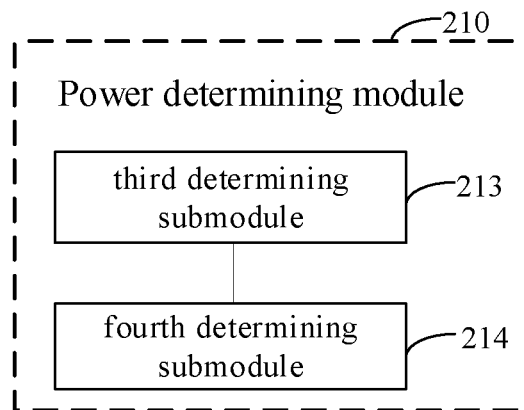 210
Power determining module
third determining
submodule
213
fourth determining
submodule
214